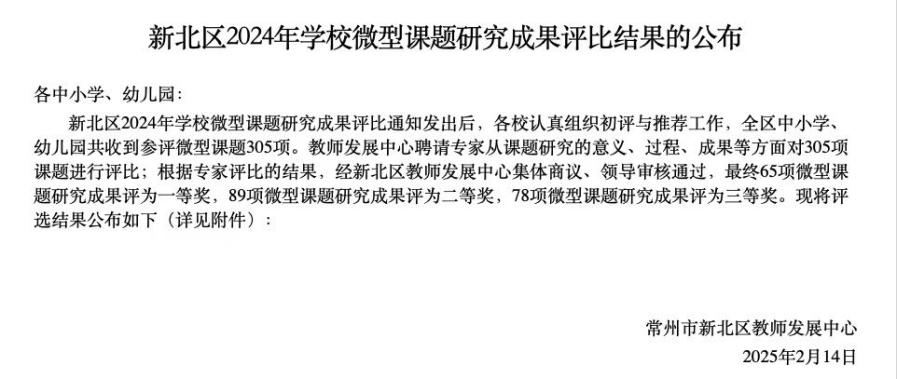 新北区2024年学校微型课题研究成果评比结果的公布
各中小学、幼儿园：
新北区2024年学校微型课题研究成果评比通知发出后，各校认真组织初评与推荐工作，全区中小学、
幼儿园共收到参评微型课题305项。教师发展中心聘请专家从课题研究的意义、过程、成果等方面对305项
课题进行评比；根据专家评比的结果，经新北区教师发展中心集体商议、领导审核通过，最终65项微型课
题研究成果评为一等奖，89项微型课题研究成果评为二等奖，78项微型课题研究成果评为三等奖。现将评
选结果公布如下（详见附件）：
常州市新北区教师发展中心
2025年2月14日